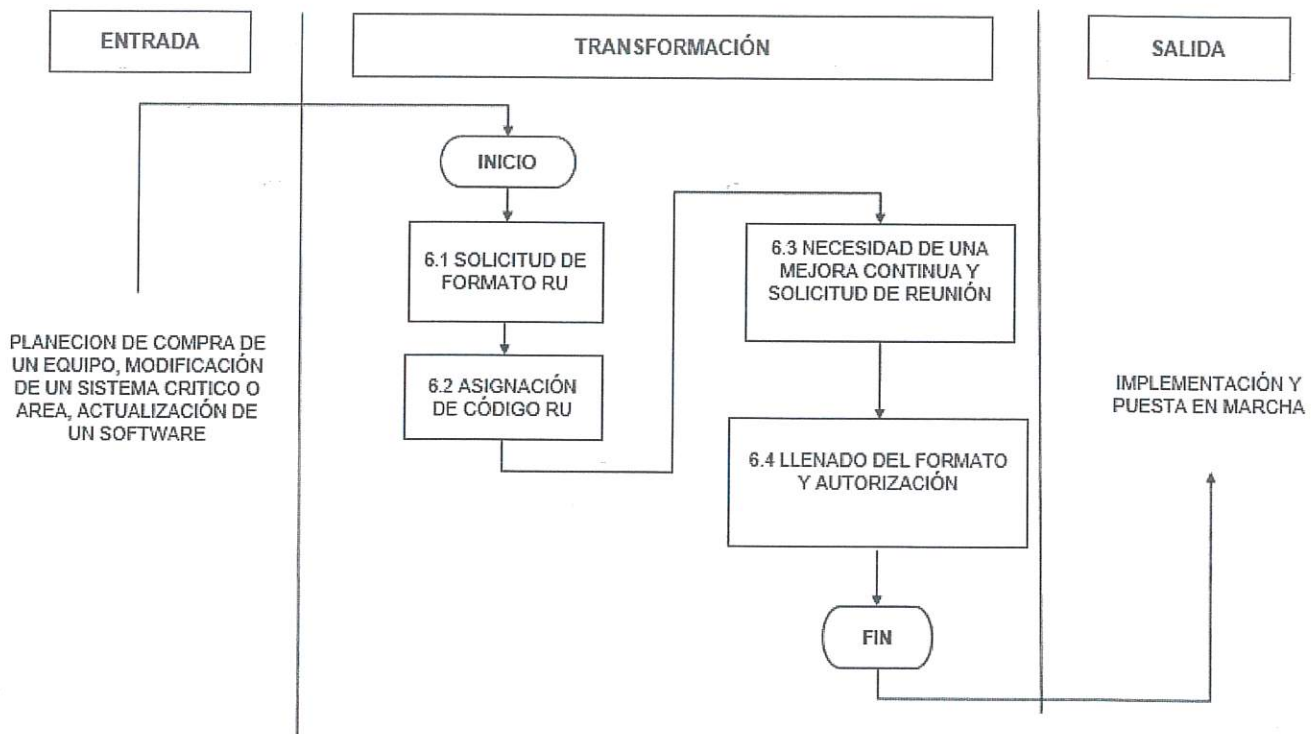 ENTRADA
TRANSFORMACIÓN
SALIDA
INICIO
6.1 SOLICITUD DE
FORMATO RU
6.2 ASIGNACIÓN
DE CÓDIGO RU
6.3 NECESIDAD DE UNA
MEJORA CONTINUA Y
SOLICITUD DE REUNIÓN
6.4 LLENADO DEL FORMATO
Y AUTORIZACIÓN
FIN
PLANECION DE COMPRA DE
UN EQUIPO, MODIFICACIÓN
DE UN SISTEMA CRITICO O
AREA, ACTUALIZACIÓN DE
UN SOFTWARE
IMPLEMENTACIÓN Y
PUESTA EN MARCHA